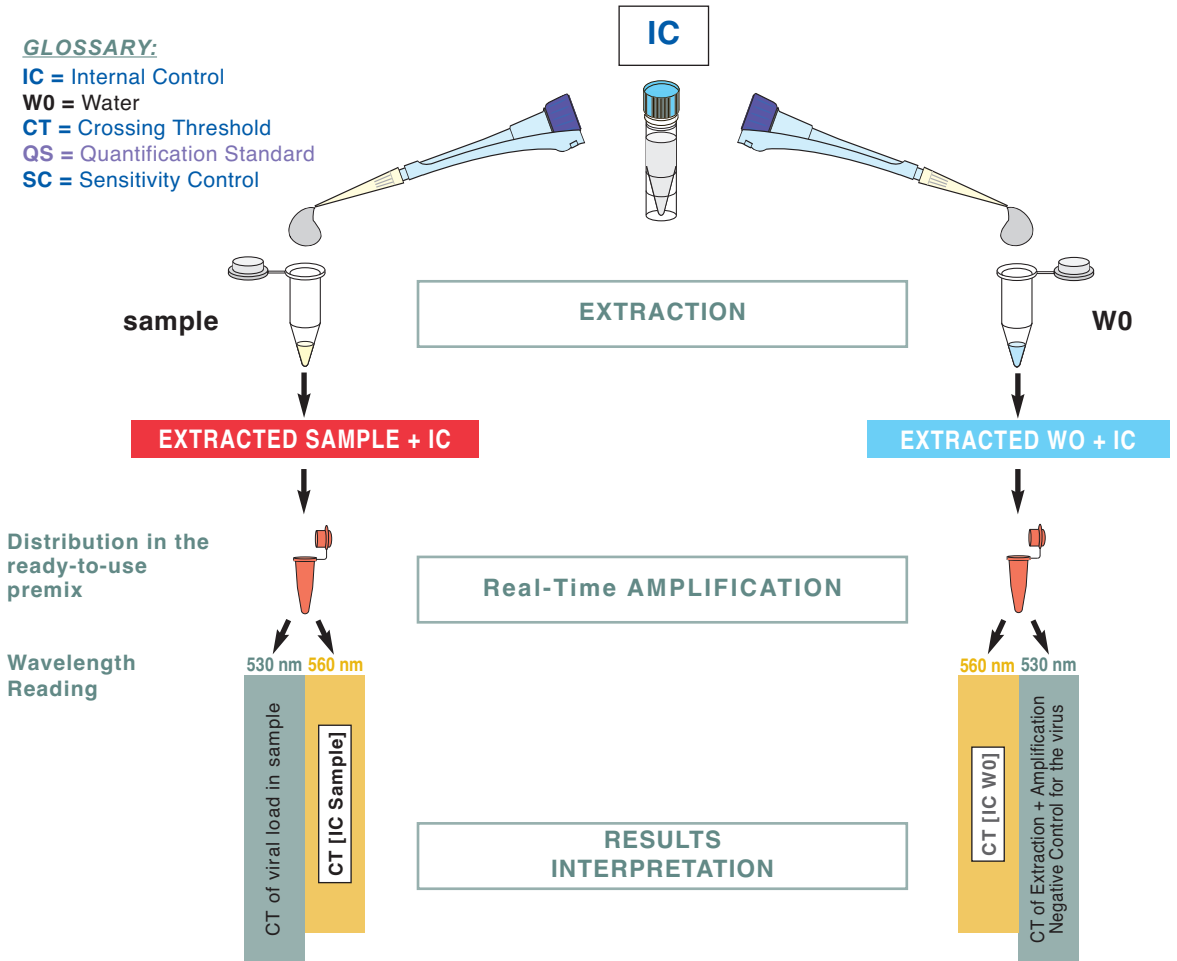 GLOSSARY:
IC = Internal Control
W0 = Water
CT = Crossing Threshold
QS = Quantification Standard
SC = Sensitivity Control
IC
EXTRACTION
sample
W0
EXTRACTED SAMPLE + IC
EXTRACTED WO + IC
Distribution in the
ready-to-use
premix
Real-Time AMPLIFICATION
Wavelength
Reading
530 nm
560 nm
560 nm
530 nm
CT of viral load in sample
CT [IC Sample]
CT [IC W0]
CT of Extraction + Amplification
Negative Control for the virus
RESULTS
INTERPRETATION